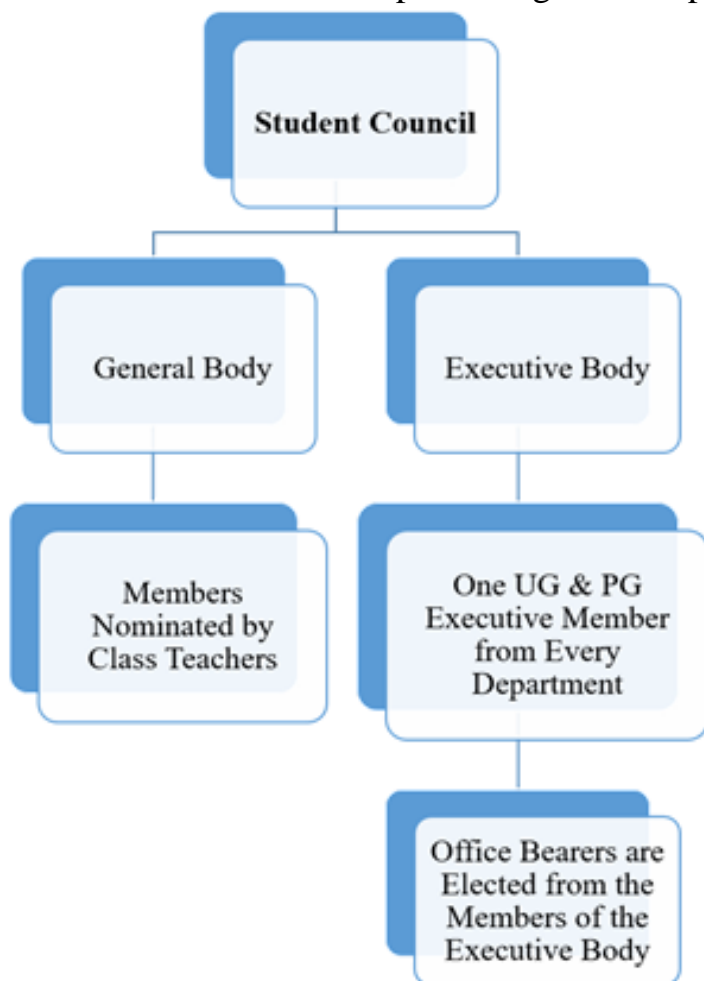 Student Council
General Body
Executive Body
Members
Nominated by
Class Teachers
One UG & PG
Executive Member
from Every
Department
Office Bearers are
Elected from the
Members of the
Executive Body